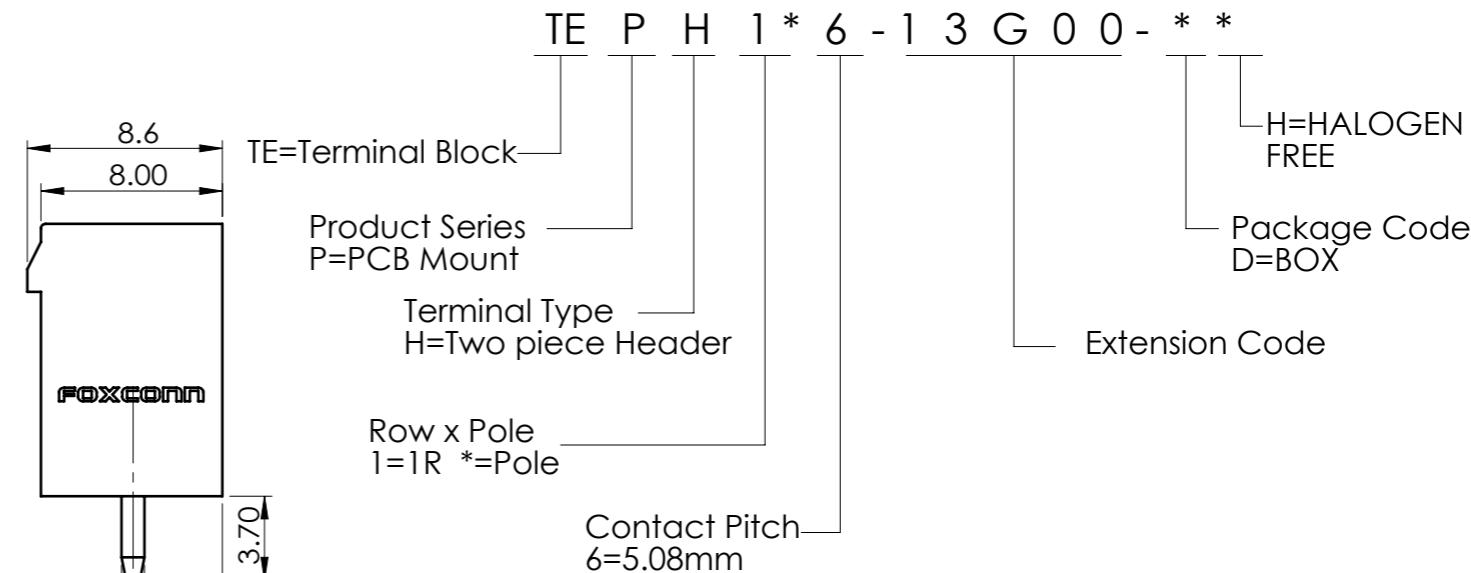 TE P H 1* 6 - 1 3 G 0 0 - * *
H=HALOGEN
FREE
8.6
TE=Terminal Block
8.00
Product Series
P=PCB Mount
Package Code
D=BOX
Terminal Type
H=Two piece Header
Extension Code
FOXCONN
Row x Pole
1=1R *=Pole
3.70
Contact Pitch
6=5.08mm